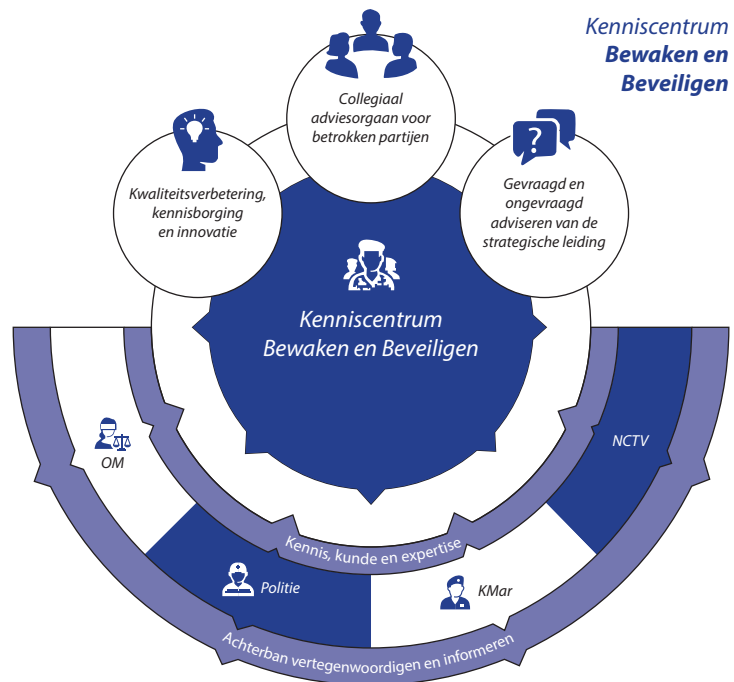 Kenniscentrum
Bewaken en
Beveiligen
Collegiaal
adviesorgaan voor
betrokken partijen
Kwaliteitsverbetering,
kennisborging
en innovatie
?
Gevraagd en
ongevraagd
adviseren van de
strategische leiding
Kenniscentrum
Bewaken en Beveiligen
OM
NCTV
Kennis, kunde en expertise
Politie
KMar
Achterban vertegenwoordigen en informeren